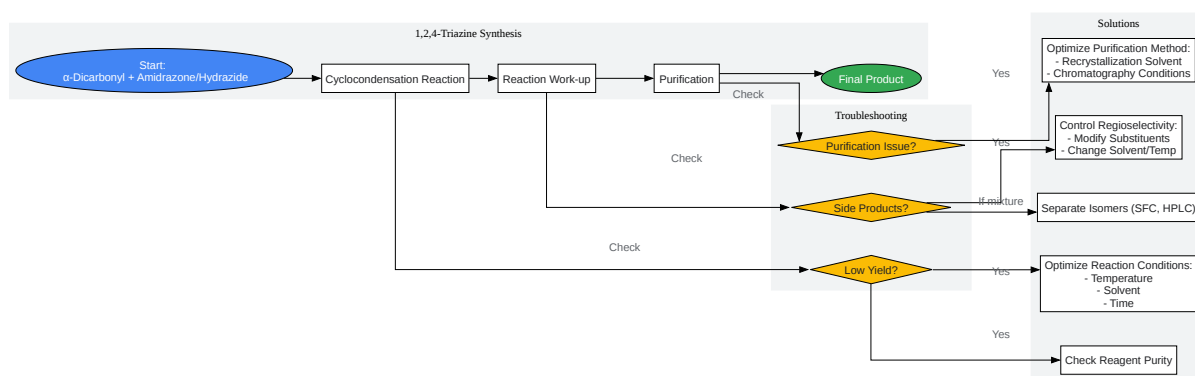 1,2,4-Triazine Synthesis
Start:
α-Dicarbonyl + Amidrazone/Hydrazide
Cyclocondensation Reaction
Reaction Work-up
Purification
Final Product
Check
Check
Check
Troubleshooting
Purification Issue?
Side Products?
Low Yield?
Yes
Yes
If mixture
Yes
Yes
Solutions
Optimize Purification Method:
- Recrystallization Solvent
- Chromatography Conditions
Control Regioselectivity:
- Modify Substituents
- Change Solvent/Temp
Separate Isomers (SFC, HPLC)
Optimize Reaction Conditions:
- Temperature
- Solvent
- Time
Check Reagent Purity